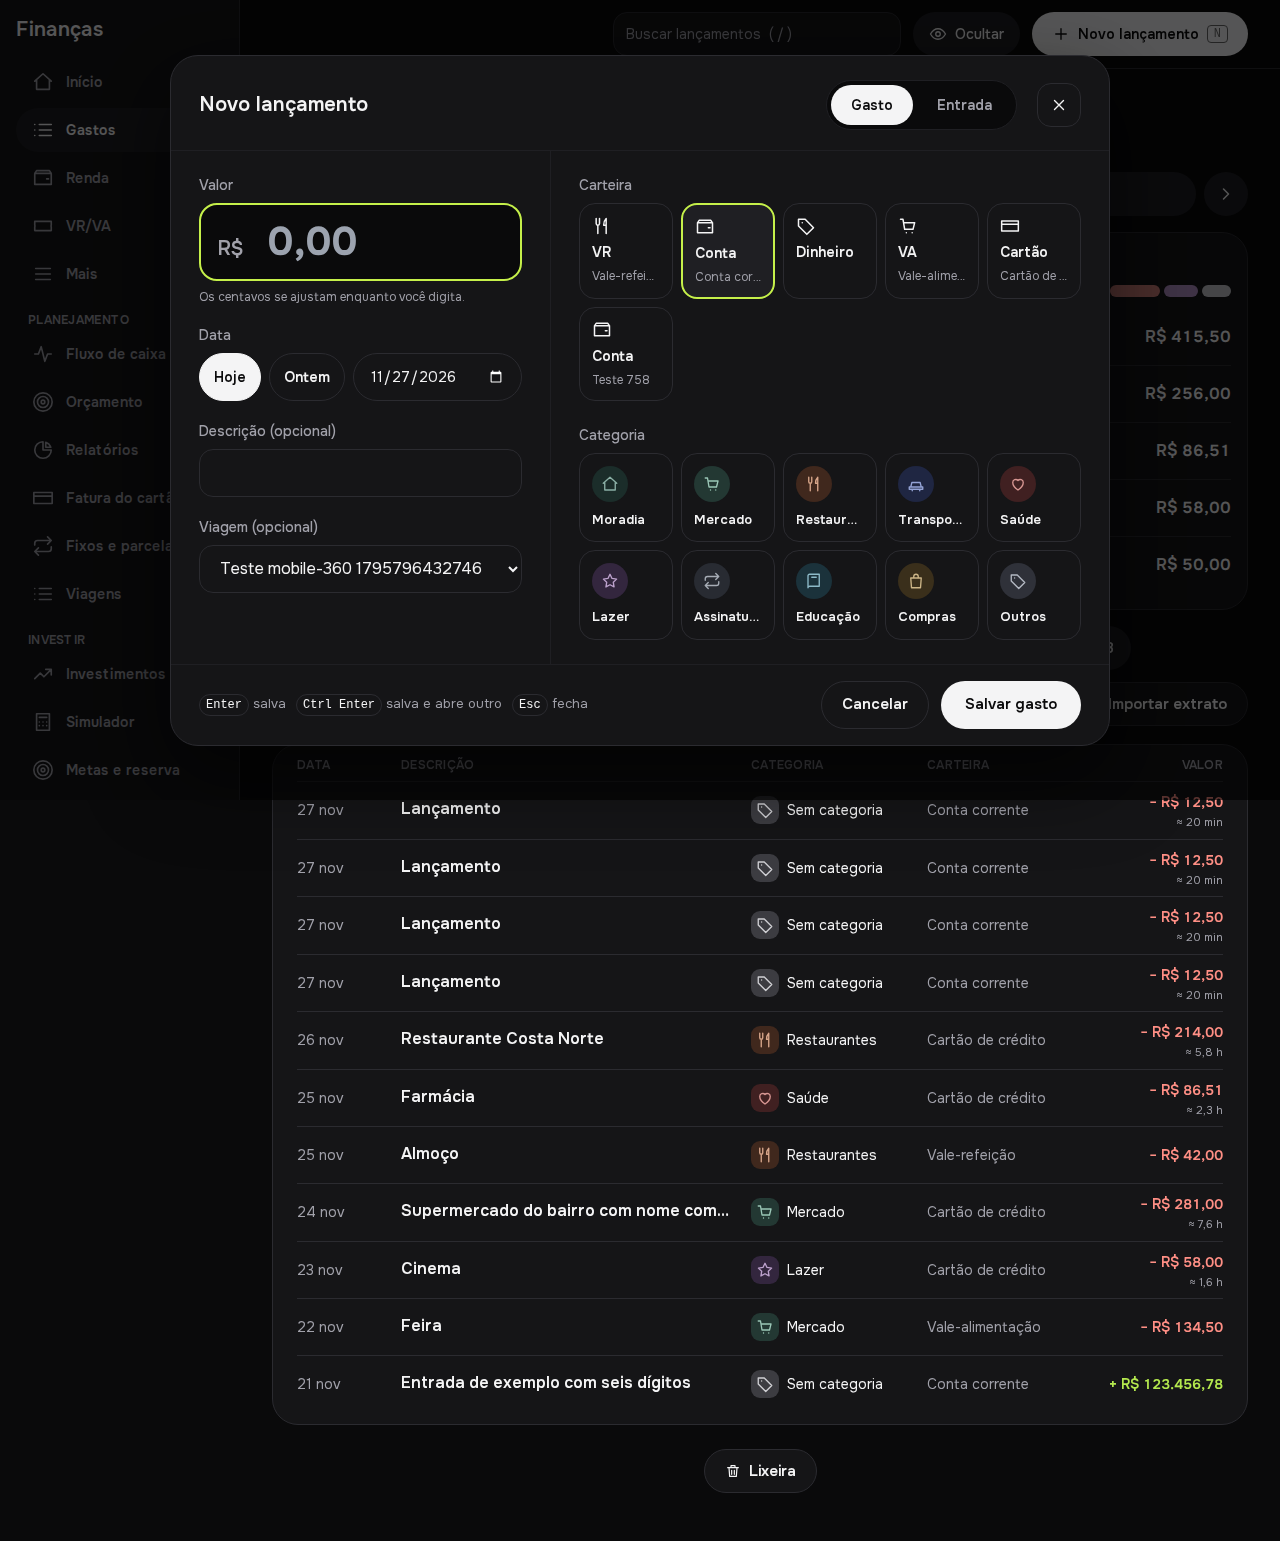 Finanças
Buscar lançamentos ( / )
Ocultar
Novo lançamento N
Início
Gastos
Renda
VR/VA
Mais
PLANEJAMENTO
Fluxo de caixa
Orçamento
Relatórios
Fatura do cart
Fixos e parcela
Viagens
INVESTIR
Investimentos
Simulador
Metas e reserva
Novo lançamento
Gasto
Entrada
Valor
R$ 0,00
Os centavos se ajustam enquanto você digita.
Data
Hoje
Ontem
11/27/2026
Descrição (opcional)
Viagem (opcional)
Teste mobile-360 1795796432746
Carteira
VR
Vale-refei...
Conta
Conta cor...
Dinheiro
VA
Vale-alime...
Cartão
Cartão de ...
Conta
Teste 758
Categoria
Moradia
Mercado
Restaur...
Transpo...
Saúde
Lazer
Assinatu...
Educação
Compras
Outros
Enter salva Ctrl Enter salva e abre outro Esc fecha
Cancelar
Salvar gasto
R$ 415,50
R$ 256,00
R$ 86,51
R$ 58,00
R$ 50,00
Importar extrato
DATA DESCRIÇÃO CATEGORIA CARTEIRA VALOR
27 nov Lançamento Sem categoria Conta corrente − R$ 12,50
≈ 20 min
27 nov Lançamento Sem categoria Conta corrente − R$ 12,50
≈ 20 min
27 nov Lançamento Sem categoria Conta corrente − R$ 12,50
≈ 20 min
27 nov Lançamento Sem categoria Conta corrente − R$ 12,50
≈ 20 min
26 nov Restaurante Costa Norte Restaurantes Cartão de crédito − R$ 214,00
≈ 5,8 h
25 nov Farmácia Saúde Cartão de crédito − R$ 86,51
≈ 2,3 h
25 nov Almoço Restaurantes Vale-refeição − R$ 42,00
24 nov Supermercado do bairro com nome com... Mercado Cartão de crédito − R$ 281,00
≈ 7,6 h
23 nov Cinema Lazer Cartão de crédito − R$ 58,00
≈ 1,6 h
22 nov Feira Mercado Vale-alimentação − R$ 134,50
21 nov Entrada de exemplo com seis dígitos Sem categoria Conta corrente + R$ 123.456,78
Lixeira